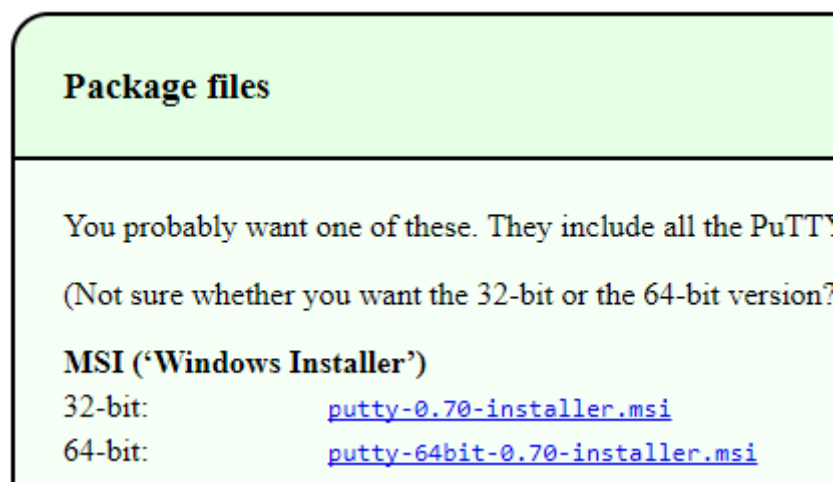 Package files
You probably want one of these. They include all the PuTTY
(Not sure whether you want the 32-bit or the 64-bit version?
MSI (‘Windows Installer’)
32-bit: putty-0.70-installer.msi
64-bit: putty-64bit-0.70-installer.msi